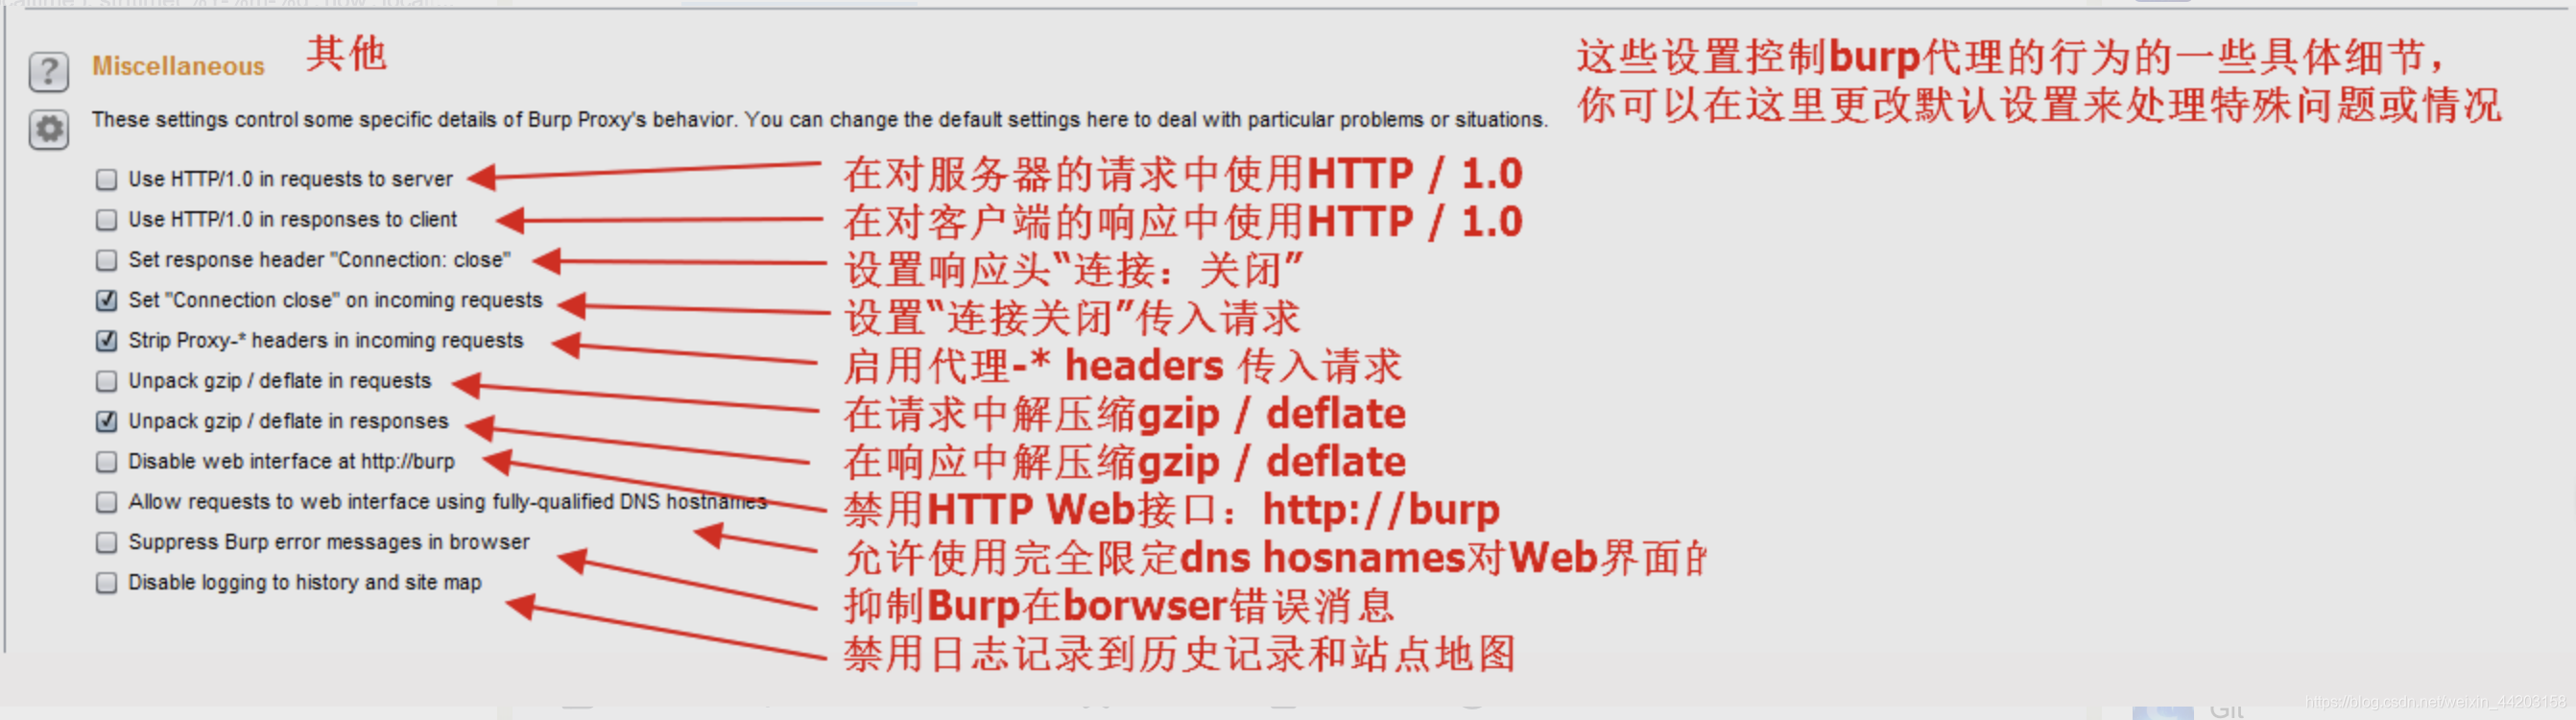 Miscellaneous 其他
这些设置控制burp代理的行为的一些具体细节，
你可以在这里更改默认设置来处理特殊问题或情况
These settings control some specific details of Burp Proxy's behavior. You can change the default settings here to deal with particular problems or situations.
Use HTTP/1.0 in requests to server
在对服务器的请求中使用HTTP / 1.0
Use HTTP/1.0 in responses to client
在对客户端的响应中使用HTTP / 1.0
Set response header "Connection: close"
设置响应头“连接：关闭”
Set "Connection close" on incoming requests
设置“连接关闭”传入请求
Strip Proxy-* headers in incoming requests
启用代理-* headers 传入请求
Unpack gzip / deflate in requests
在请求中解压缩gzip / deflate
Unpack gzip / deflate in responses
在响应中解压缩gzip / deflate
Disable web interface at http://burp
禁用HTTP Web接口：http://burp
Allow requests to web interface using fully-qualified DNS hostnames
允许使用完全限定dns hosnames对Web界面的
Suppress Burp error messages in browser
抑制Burp在borwser错误消息
Disable logging to history and site map
禁用日志记录到历史记录和站点地图
https://blog.csdn.net/weixin_44203158
Git